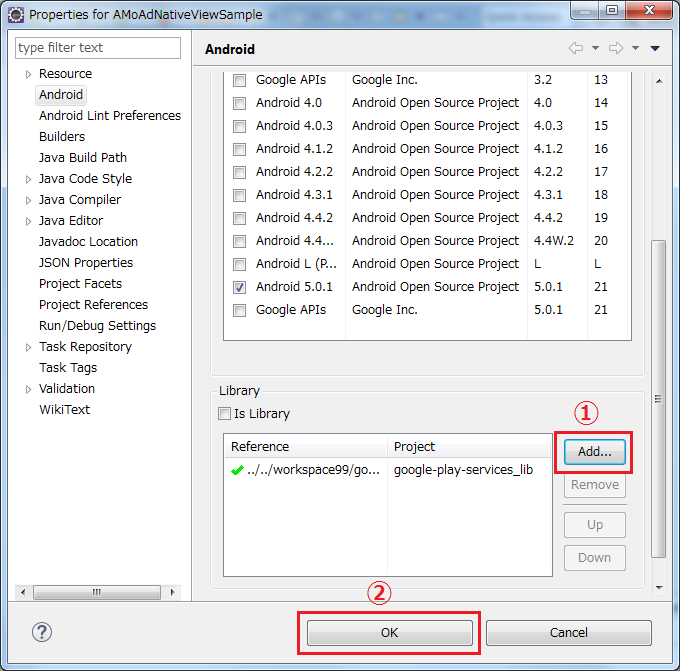 Properties for AMoAdNativeViewSample
type filter text
Resource
Android
Android Lint Preferences
Builders
Java Build Path
Java Code Style
Java Compiler
Java Editor
Javadoc Location
JSON Properties
Project Facets
Project References
Run/Debug Settings
Task Repository
Task Tags
Validation
WikiText
Android
Google APIs Google Inc. 3.2 13
Android 4.0 Android Open Source Project 4.0 14
Android 4.0.3 Android Open Source Project 4.0.3 15
Android 4.1.2 Android Open Source Project 4.1.2 16
Android 4.2.2 Android Open Source Project 4.2.2 17
Android 4.3.1 Android Open Source Project 4.3.1 18
Android 4.4.2 Android Open Source Project 4.4.2 19
Android 4.4... Android Open Source Project 4.4W.2 20
Android L (P... Android Open Source Project L L
Android 5.0.1 Android Open Source Project 5.0.1 21
Google APIs Google Inc. 5.0.1 21
Library
Is Library
①
Reference Project
../../workspace99/go... google-play-services_lib
Add...
Remove
Up
Down
②
?
OK
Cancel